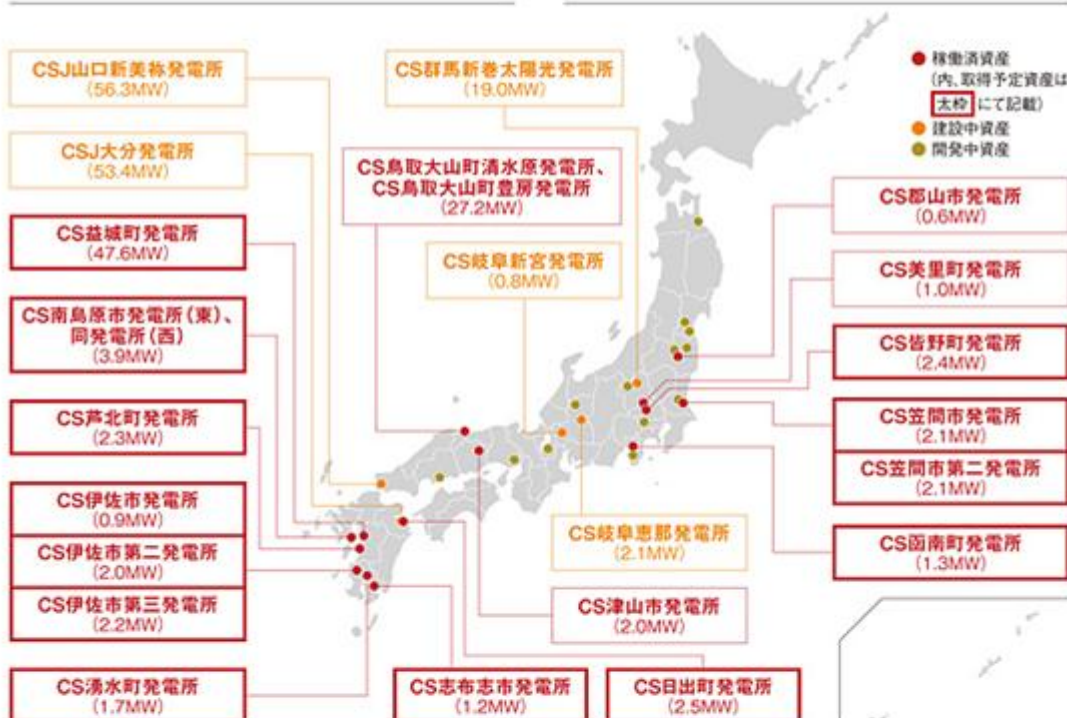 CSJ山口新美祢発電所
(56.3MW)
CSJ大分発電所
(53.4MW)
CS益城町発電所
(47.6MW)
CS南島原市発電所(東)、
同発電所(西)
(3.9MW)
CS芦北町発電所
(2.3MW)
CS伊佐市発電所
(0.9MW)
CS伊佐市第二発電所
(2.0MW)
CS伊佐市第三発電所
(2.2MW)
CS湧水町発電所
(1.7MW)
CS群馬新巻太陽光発電所
(19.0MW)
CS鳥取大山町清水原発電所、
CS鳥取大山町豊房発電所
(27.2MW)
CS岐阜新宮発電所
(0.8MW)
CS岐阜恵那発電所
(2.1MW)
CS津山市発電所
(2.0MW)
CS志布志市発電所
(1.2MW)
CS日出町発電所
(2.5MW)
稼働済資産
(内、取得予定資産は
太枠 にて記載)
建設中資産
開発中資産
CS郡山市発電所
(0.6MW)
CS美里町発電所
(1.0MW)
CS皆野町発電所
(2.4MW)
CS笠間市発電所
(2.1MW)
CS笠間市第二発電所
(2.1MW)
CS函南町発電所
(1.3MW)